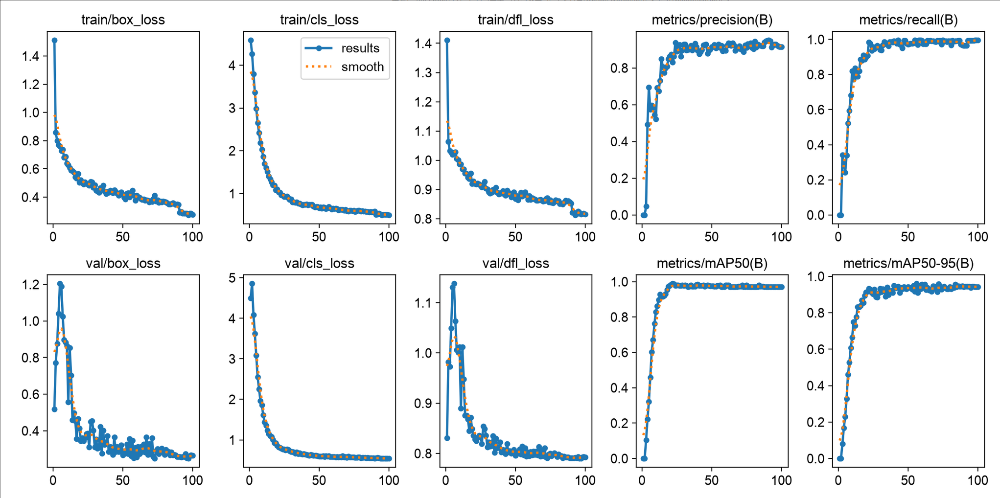 train/box_loss
1.4
1.2
1.0
0.8
0.6
0.4
0 50 100
train/cls_loss
results
smooth
4
3
2
1
0 50 100
train/dfl_loss
1.4
1.3
1.2
1.1
1.0
0.9
0.8
0 50 100
metrics/precision(B)
0.8
0.6
0.4
0.2
0.0
0 50 100
metrics/recall(B)
1.0
0.8
0.6
0.4
0.2
0.0
0 50 100
val/box_loss
1.2
1.0
0.8
0.6
0.4
0 50 100
val/cls_loss
5
4
3
2
1
0 50 100
val/dfl_loss
1.1
1.0
0.9
0.8
0 50 100
metrics/mAP50(B)
1.0
0.8
0.6
0.4
0.2
0.0
0 50 100
metrics/mAP50-95(B)
1.0
0.8
0.6
0.4
0.2
0.0
0 50 100